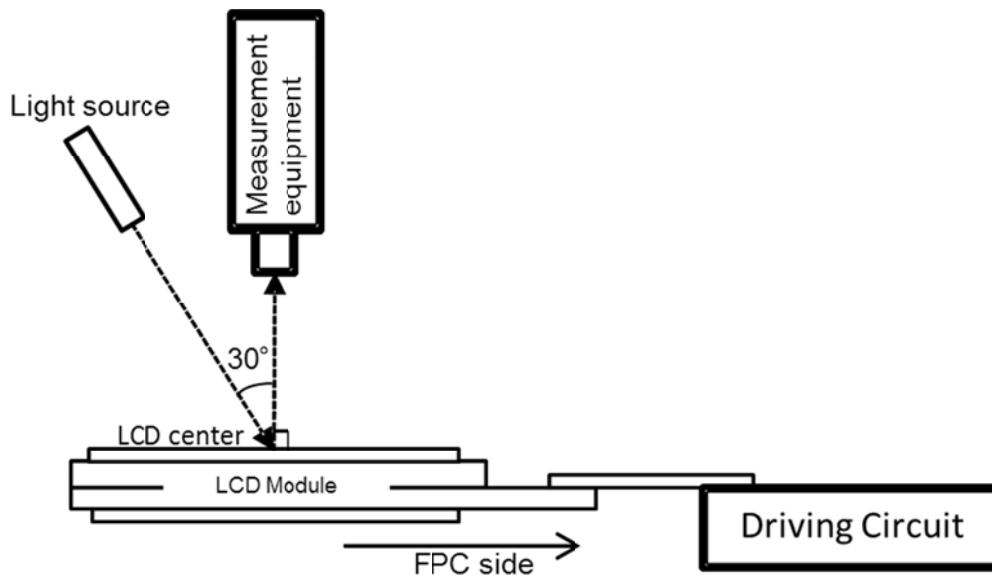 Measurement
equipment
Light source
30°
LCD center
LCD Module
Driving Circuit
FPC side